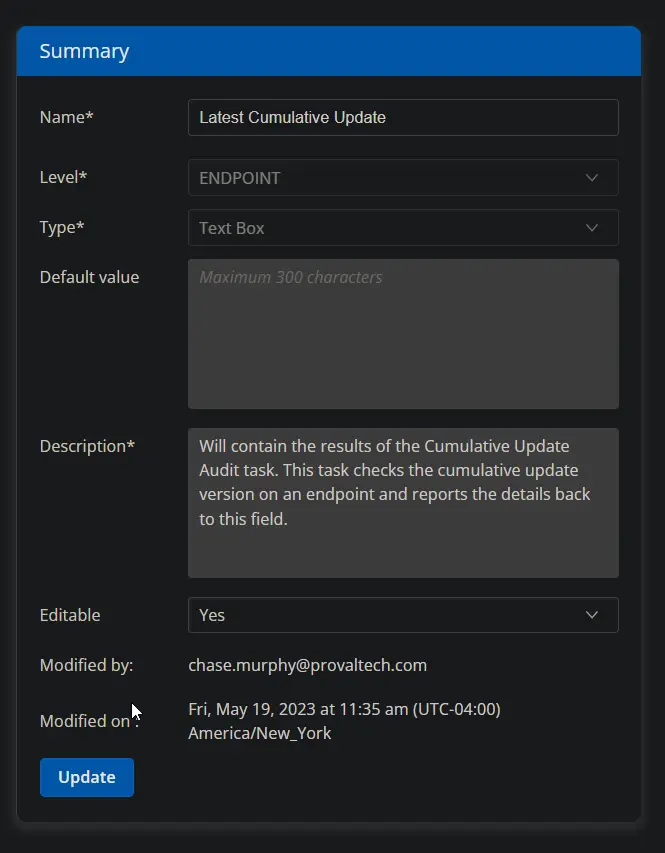 Summary
Name* Latest Cumulative Update
Level* ENDPOINT
Type* Text Box
Default value Maximum 300 characters
Description* Will contain the results of the Cumulative Update
Audit task. This task checks the cumulative update
version on an endpoint and reports the details back
to this field.
Editable Yes
Modified by: chase.murphy@provaltech.com
Modified on : Fri, May 19, 2023 at 11:35 am (UTC-04:00)
America/New_York
Update